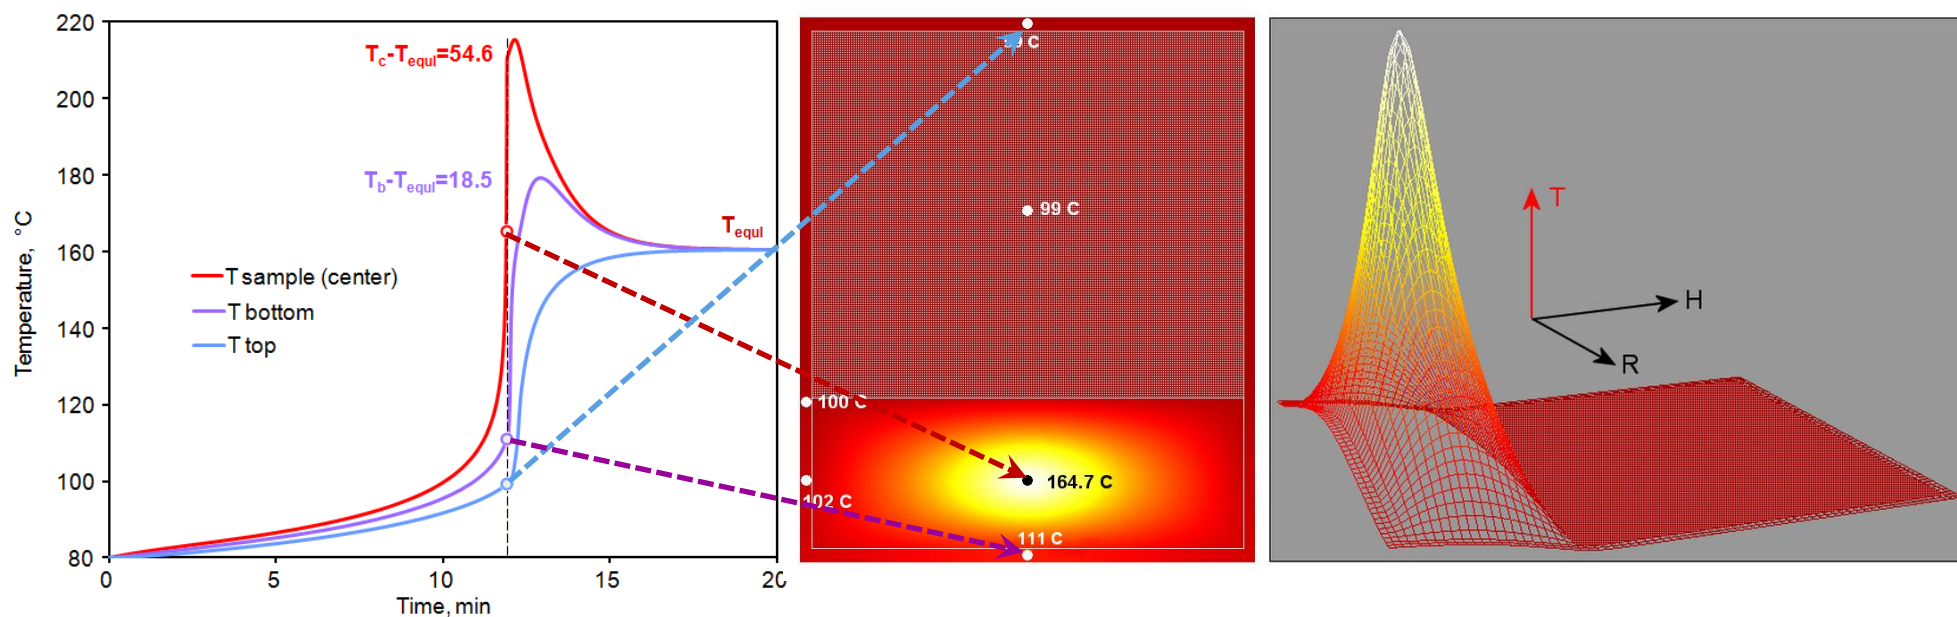 220
200
180
160
140
120
100
80
Temperature, °C
0
5
10
15
20
Time, min
Tc-Tequl=54.6
Tb-Tequl=18.5
Tequl
T sample (center)
T bottom
T top
99 C
99 C
100 C
164.7 C
102 C
111 C
T
H
R